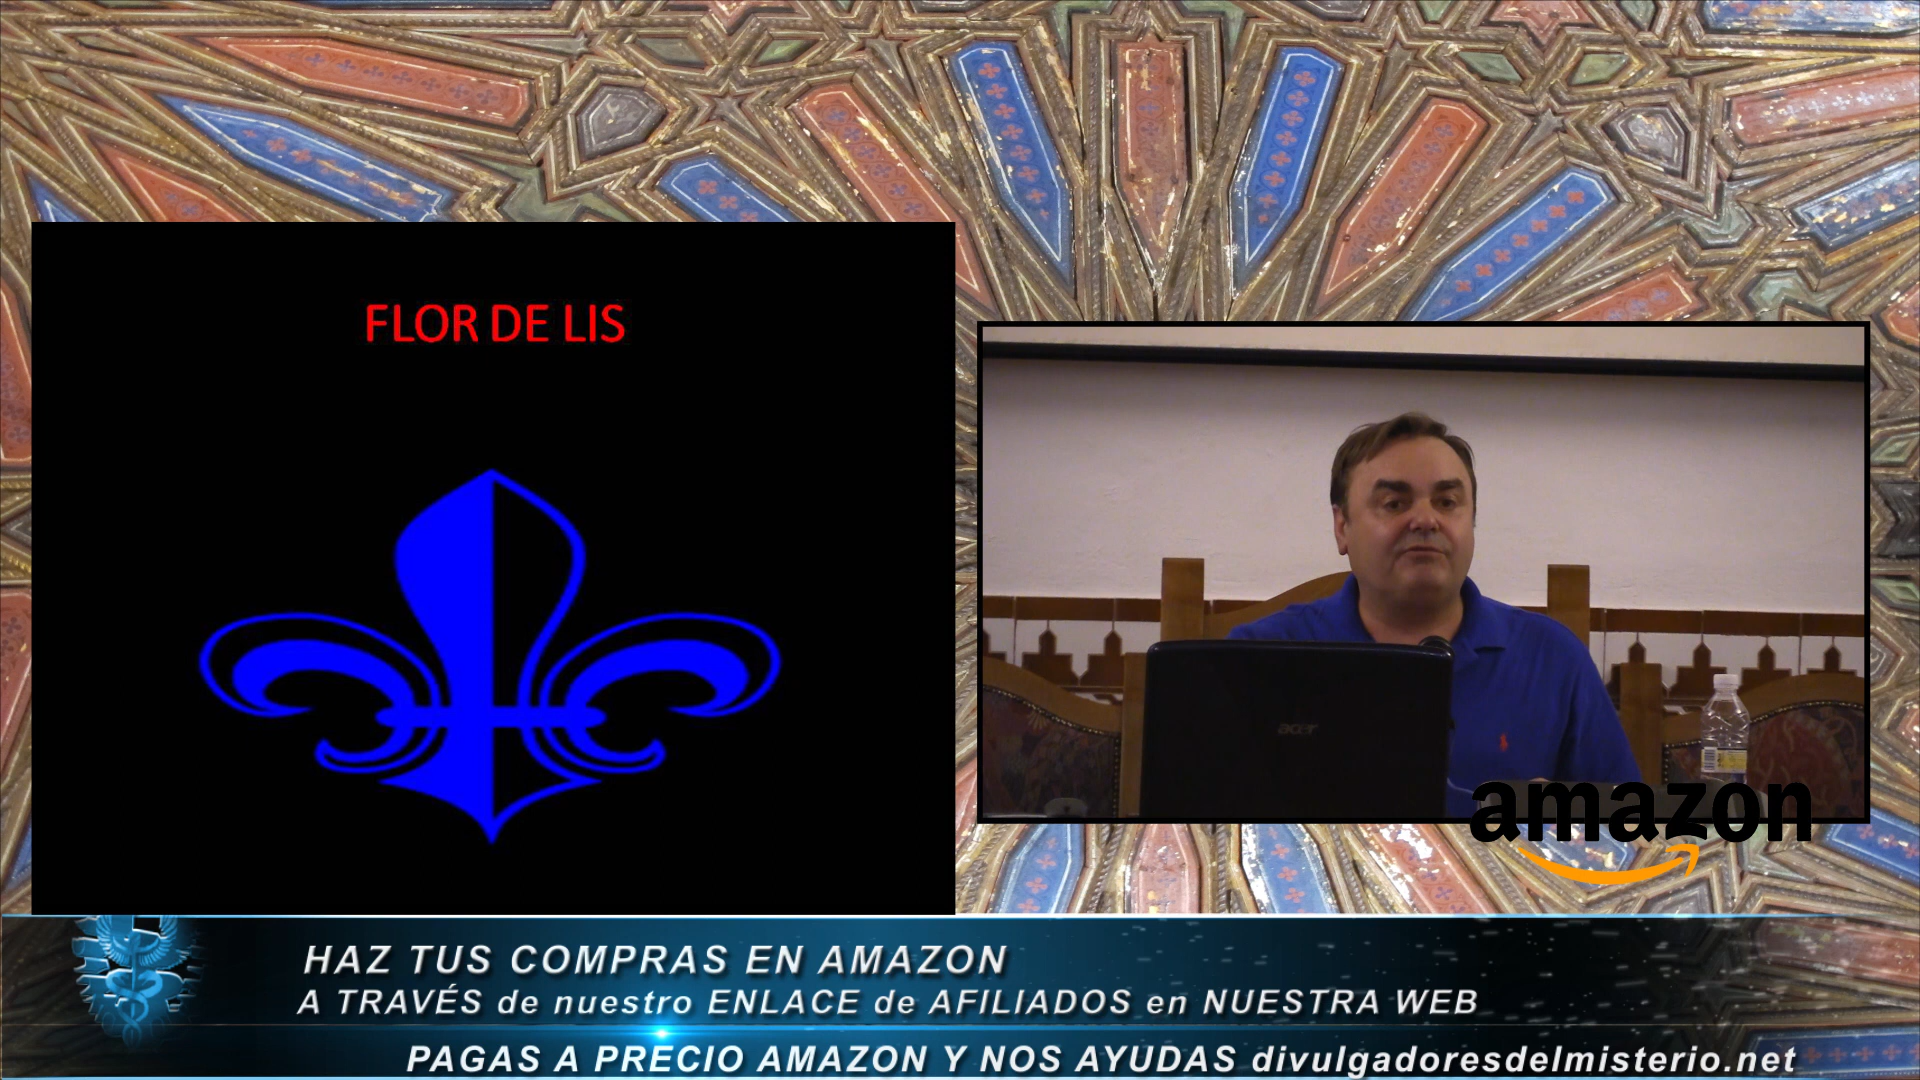 FLOR DE LIS
acer
amazon
HAZ TUS COMPRAS EN AMAZON
A TRAVÉS de nuestro ENLACE de AFILIADOS en NUESTRA WEB
PAGAS A PRECIO AMAZON Y NOS AYUDAS divulgadoresdelmisterio.net